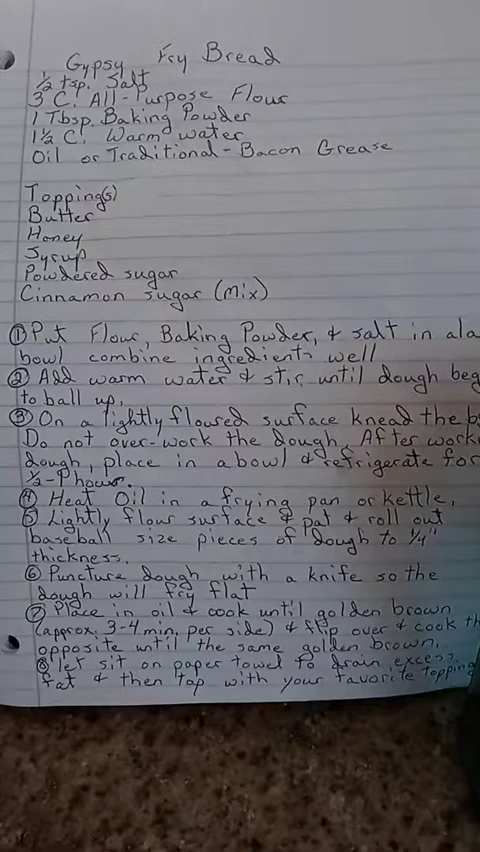 Gypsy Fry Bread
1/2 tsp. Salt
3 C. All-Purpose Flour
1 Tbsp. Baking Powder
1 1/2 C. Warm water
Oil or Traditional-Bacon Grease
Topping(s)
Butter
Honey
Syrup
Powdered sugar
Cinnamon sugar (mix)
① Put Flour, Baking Powder, & salt in a la
bowl combine ingredients well
② Add warm water & stir until dough beg
to ball up.
③ On a lightly floured surface knead the b
Do not over-work the dough. After work
dough, place in a bowl & refrigerate for
1/2-1 hour.
④ Heat Oil in a frying pan or kettle.
⑤ Lightly flour surface & pat & roll out
baseball size pieces of dough to 1/4"
thickness.
⑥ Puncture dough with a knife so the
dough will fry flat
⑦ Place in oil & cook until golden brown
(approx. 3-4 min. per side) & flip over & cook th
opposite until the same golden brown.
⑧ let sit on paper towel to drain excess
fat & then top with your favorite topping